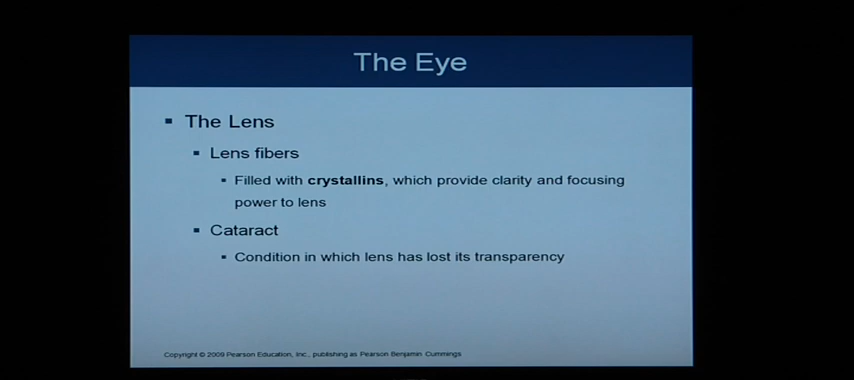 The Eye
▪ The Lens
▪ Lens fibers
▪ Filled with crystallins, which provide clarity and focusing
power to lens
▪ Cataract
▪ Condition in which lens has lost its transparency
Copyright © 2009 Pearson Education, Inc., publishing as Pearson Benjamin Cummings